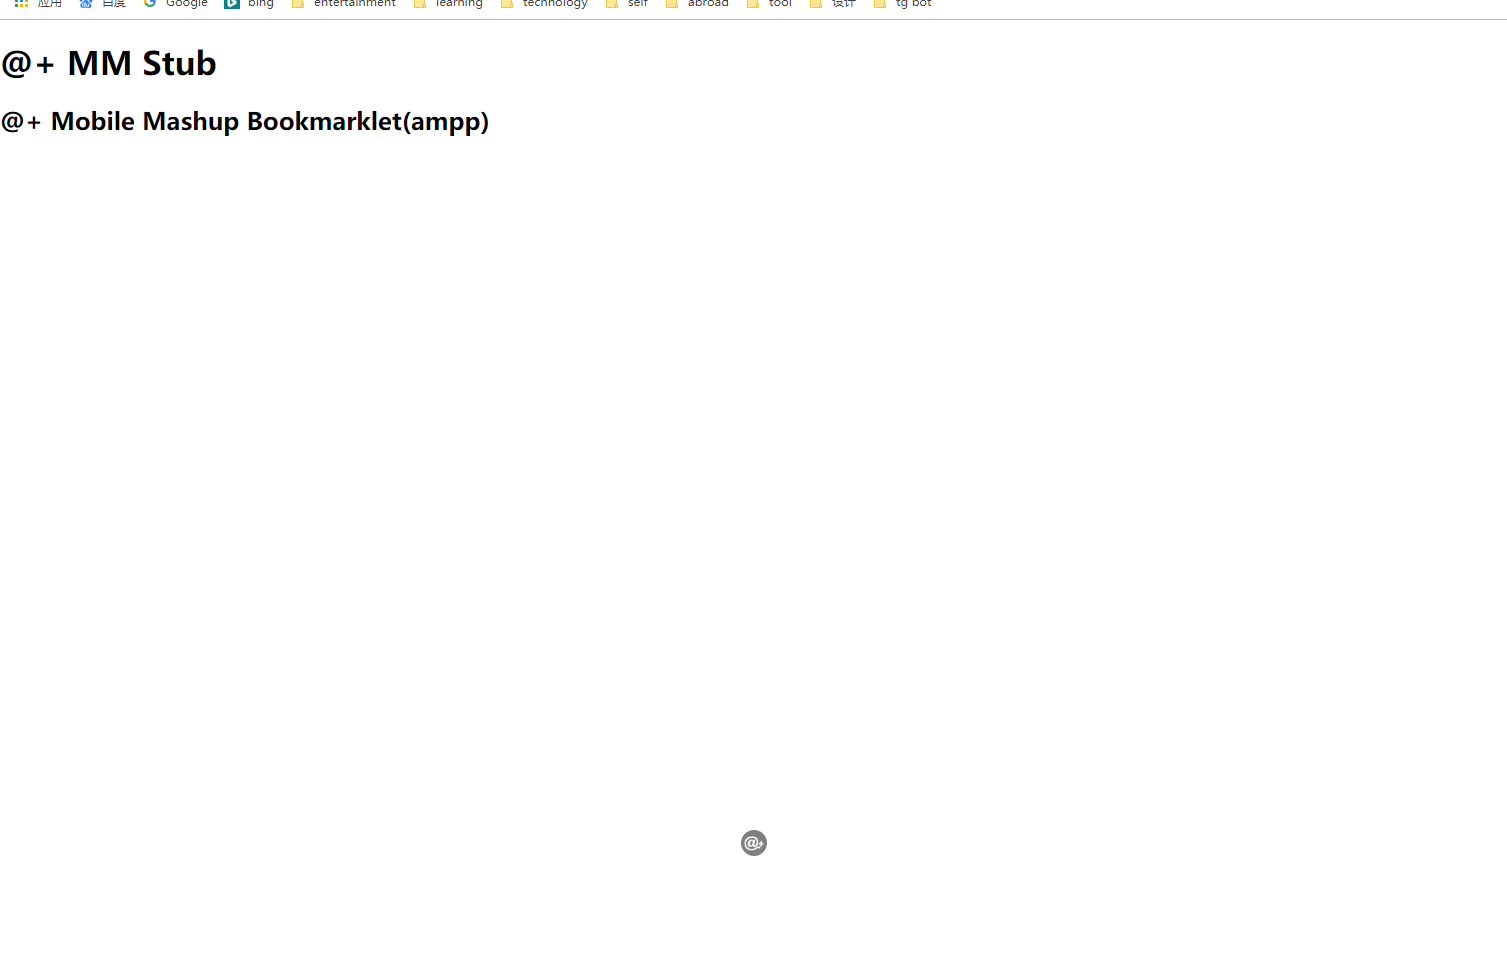 应用 百度 Google bing entertainment learning technology self abroad tool 设计 tg bot
@+ MM Stub
@+ Mobile Mashup Bookmarklet(ampp)
@+